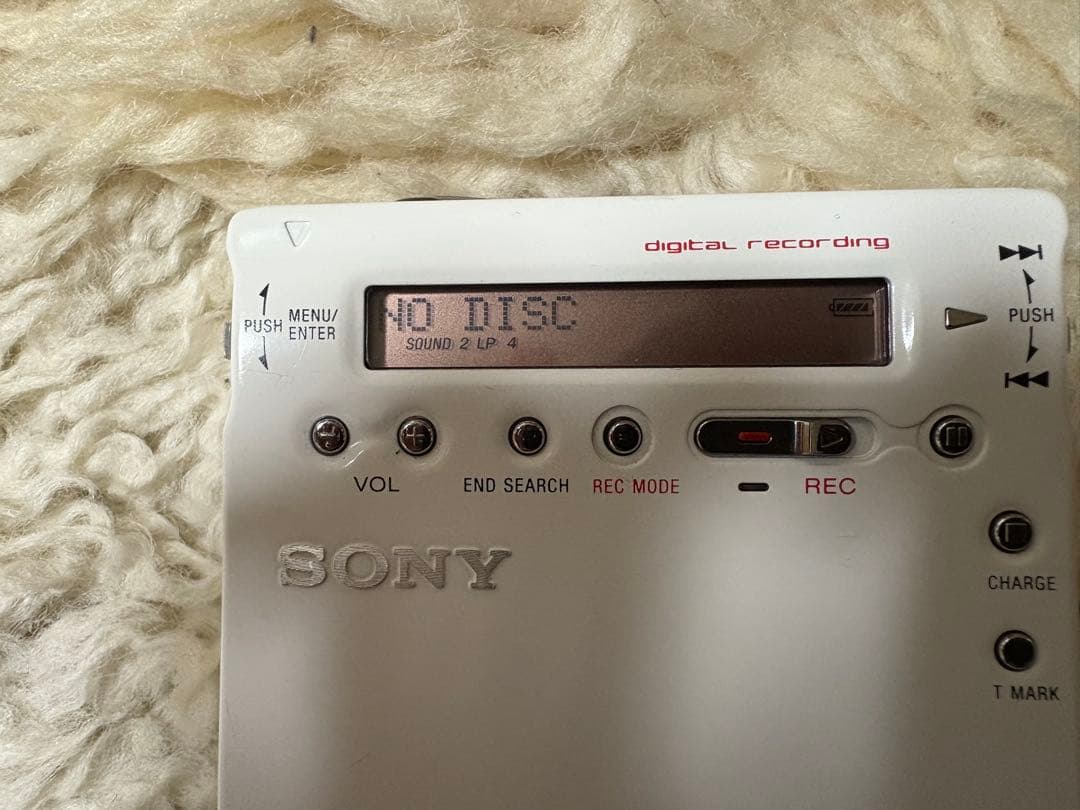 digital recording
PUSH MENU/
ENTER
NO DISC
SOUND 2 LP 4
PUSH
VOL
END SEARCH
REC MODE
REC
SONY
CHARGE
T MARK